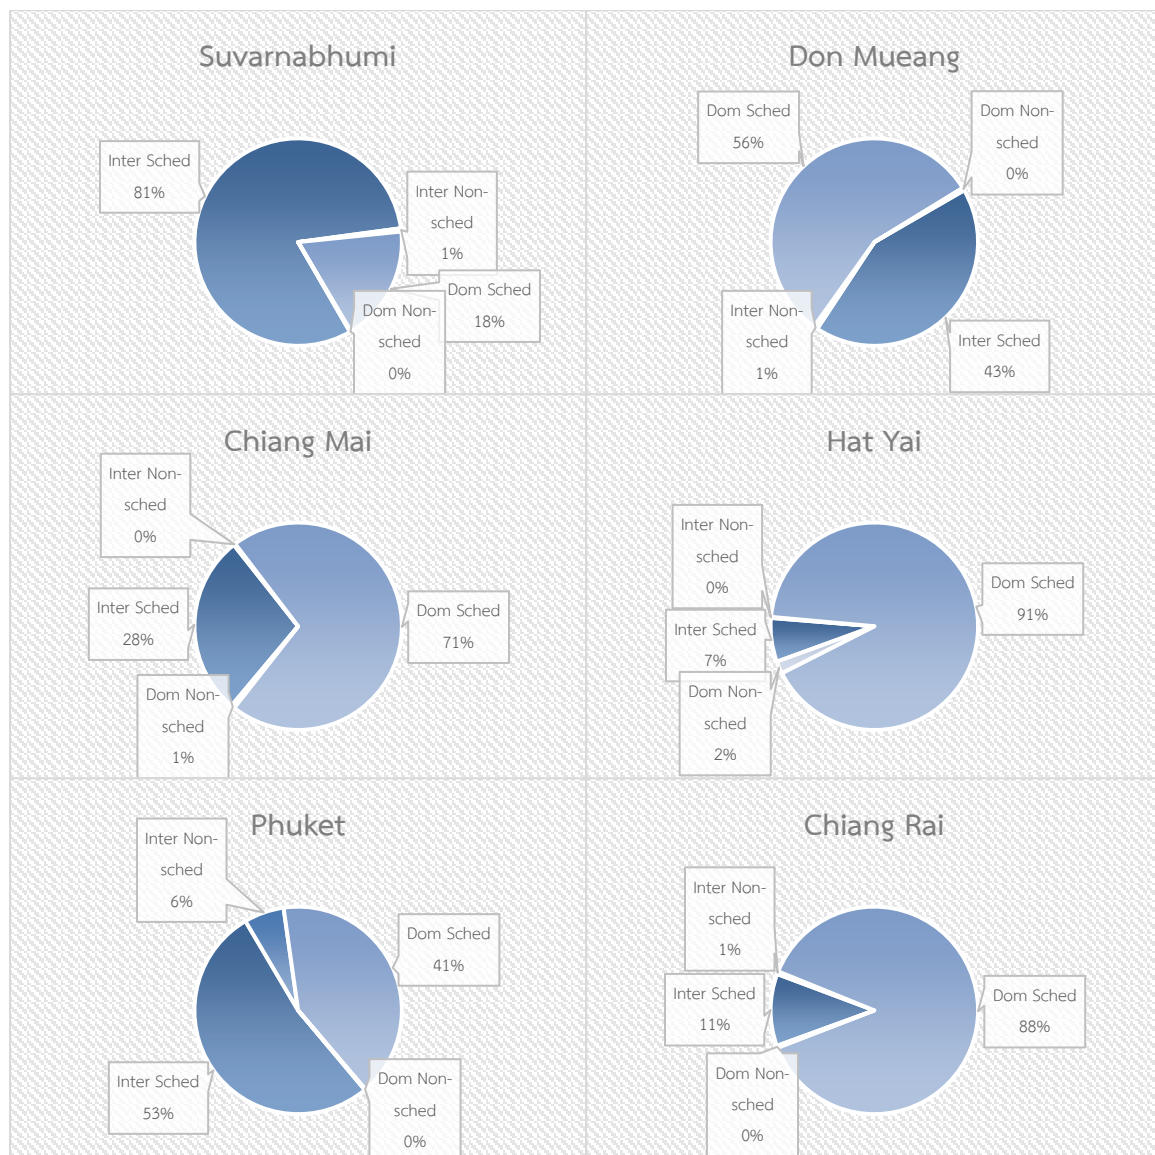 Suvarnabhumi
Inter Sched
81%
Inter Non-
sched
1%
Dom Sched
18%
Dom Non-
sched
0%
Don Mueang
Dom Sched
56%
Dom Non-
sched
0%
Inter Non-
sched
1%
Inter Sched
43%
Chiang Mai
Inter Non-
sched
0%
Inter Sched
28%
Dom Sched
71%
Dom Non-
sched
1%
Hat Yai
Inter Non-
sched
0%
Dom Sched
91%
Inter Sched
7%
Dom Non-
sched
2%
Phuket
Inter Non-
sched
6%
Dom Sched
41%
Inter Sched
53%
Dom Non-
sched
0%
Chiang Rai
Inter Non-
sched
1%
Inter Sched
11%
Dom Sched
88%
Dom Non-
sched
0%